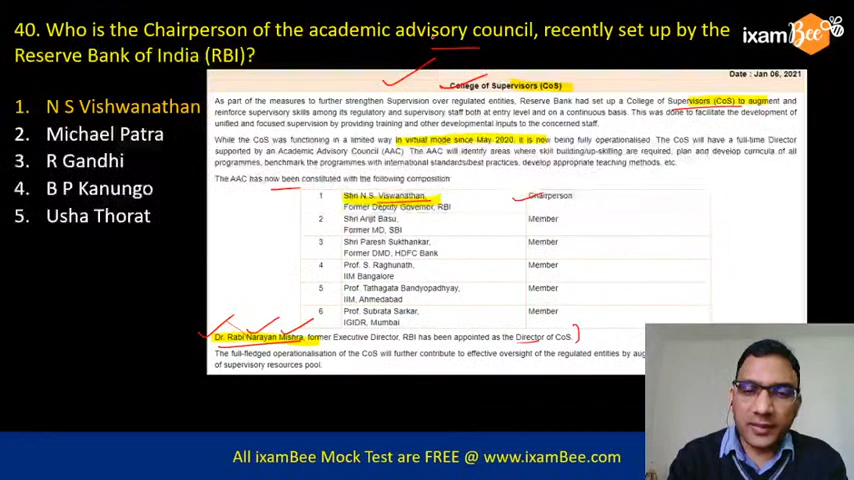 40. Who is the Chairperson of the academic advisory council, recently set up by the
Reserve Bank of India (RBI)?
ixamBee
Date : Jan 06, 2021
College of Supervisors (CoS)
As part of the measures to further strengthen Supervision over regulated entities, Reserve Bank had set up a College of Supervisors (CoS) to augment and
reinforce supervisory skills among its regulatory and supervisory staff both at entry level and on a continuous basis. This was done to facilitate the development of
unified and focused supervision by providing training and other developmental inputs to the concerned staff.
While the CoS was functioning in a limited way in virtual mode since May 2020, it is now being fully operationalised. The CoS will have a full-time Director
supported by an Academic Advisory Council (AAC). The AAC will identify areas where skill building/up-skilling are required, plan and develop curricula of all
programmes, benchmark the programmes with international standards/best practices, develop appropriate teaching methods, etc.
The AAC has now been constituted with the following composition:
1. N S Vishwanathan
2. Michael Patra
3. R Gandhi
4. B P Kanungo
5. Usha Thorat
1 Shri N.S. Viswanathan, Chairperson
Former Deputy Governor, RBI
2 Shri Arijit Basu, Member
Former MD, SBI
3 Shri Paresh Sukthankar, Member
Former DMD, HDFC Bank
4 Prof. S. Raghunath, Member
IIM Bangalore
5 Prof. Tathagata Bandyopadhyay, Member
IIM, Ahmedabad
6 Prof. Subrata Sarkar, Member
IGIDR, Mumbai
Dr. Rabi Narayan Mishra, former Executive Director, RBI has been appointed as the Director of CoS.
The full-fledged operationalisation of the CoS will further contribute to effective oversight of the regulated entities by
of supervisory resources pool.
All ixamBee Mock Test are FREE @ www.ixamBee.com